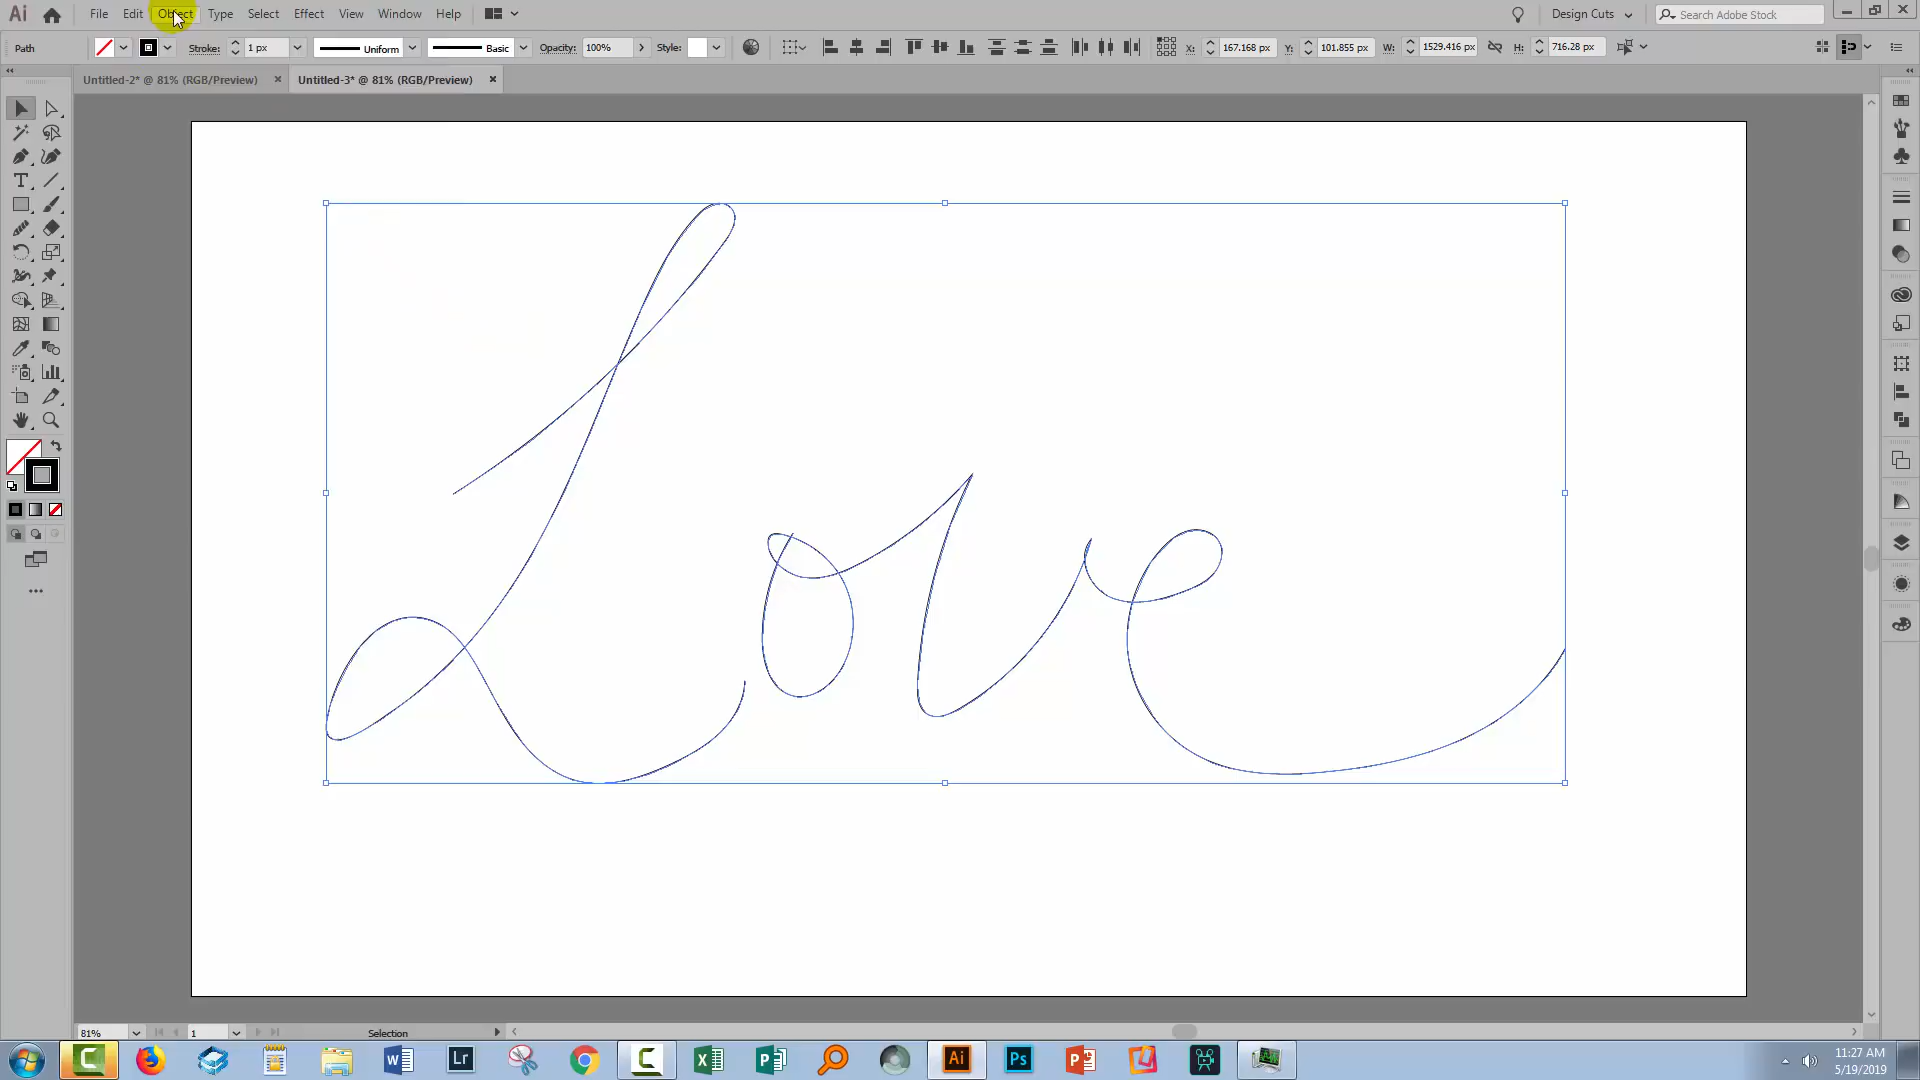 Ai File Edit Object Type Select Effect View Window Help Design Cuts Search Adobe Stock
Path Stroke: 1 px Uniform Basic Opacity: 100% Style: X: 167.168 px Y: 101.855 px W: 1529.416 px H: 716.28 px
Untitled-2* @ 81% (RGB/Preview) Untitled-3* @ 81% (RGB/Preview)
Love
81% 1 Selection
11:27 AM
5/19/2019